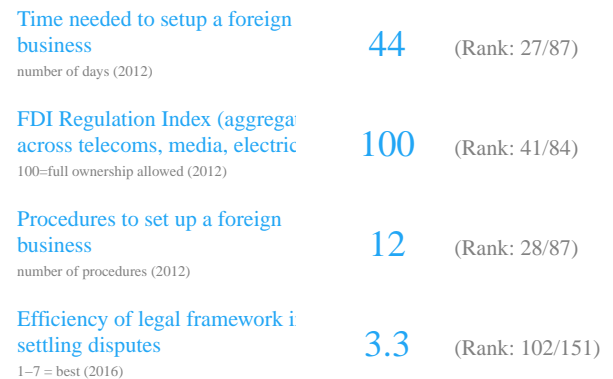 Time needed to setup a foreign
business
number of days (2012)
44
(Rank: 27/87)
FDI Regulation Index
across telecoms, media,
100=full ownership allowed (2012)
100
(Rank: 41/84)
Procedures to set up a foreign
business
number of procedures (2012)
12
(Rank: 28/87)
Efficiency of legal framework
settling disputes
1–7 = best (2016)
3.3
(Rank: 102/151)